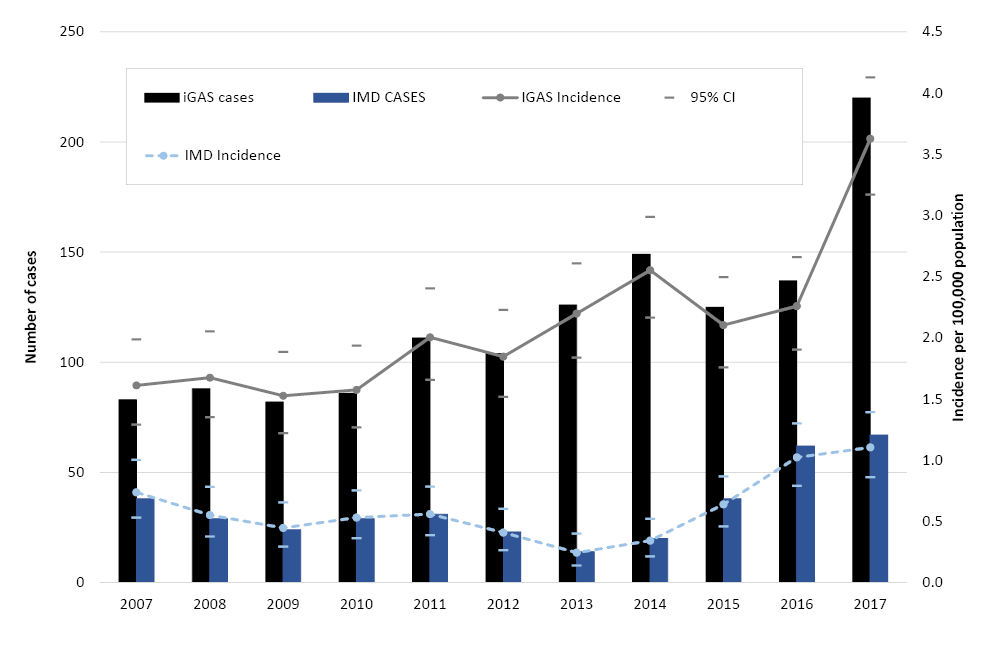 250
200
150
100
50
0
Number of cases
iGAS cases
IMD CASES
IGAS Incidence
95% CI
IMD Incidence
4.5
4.0
3.5
3.0
2.5
2.0
1.5
1.0
0.5
0.0
Incidence per 100,000 population
2007 2008 2009 2010 2011 2012 2013 2014 2015 2016 2017